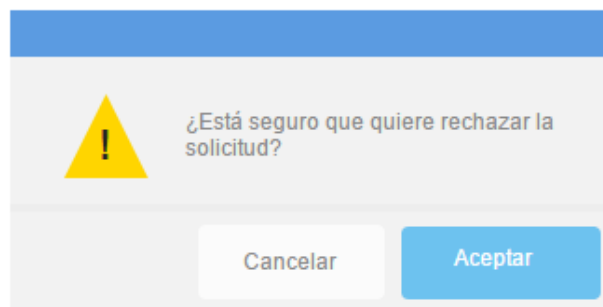 ¿Está seguro que quiere rechazar la
solicitud?
!
Cancelar
Aceptar